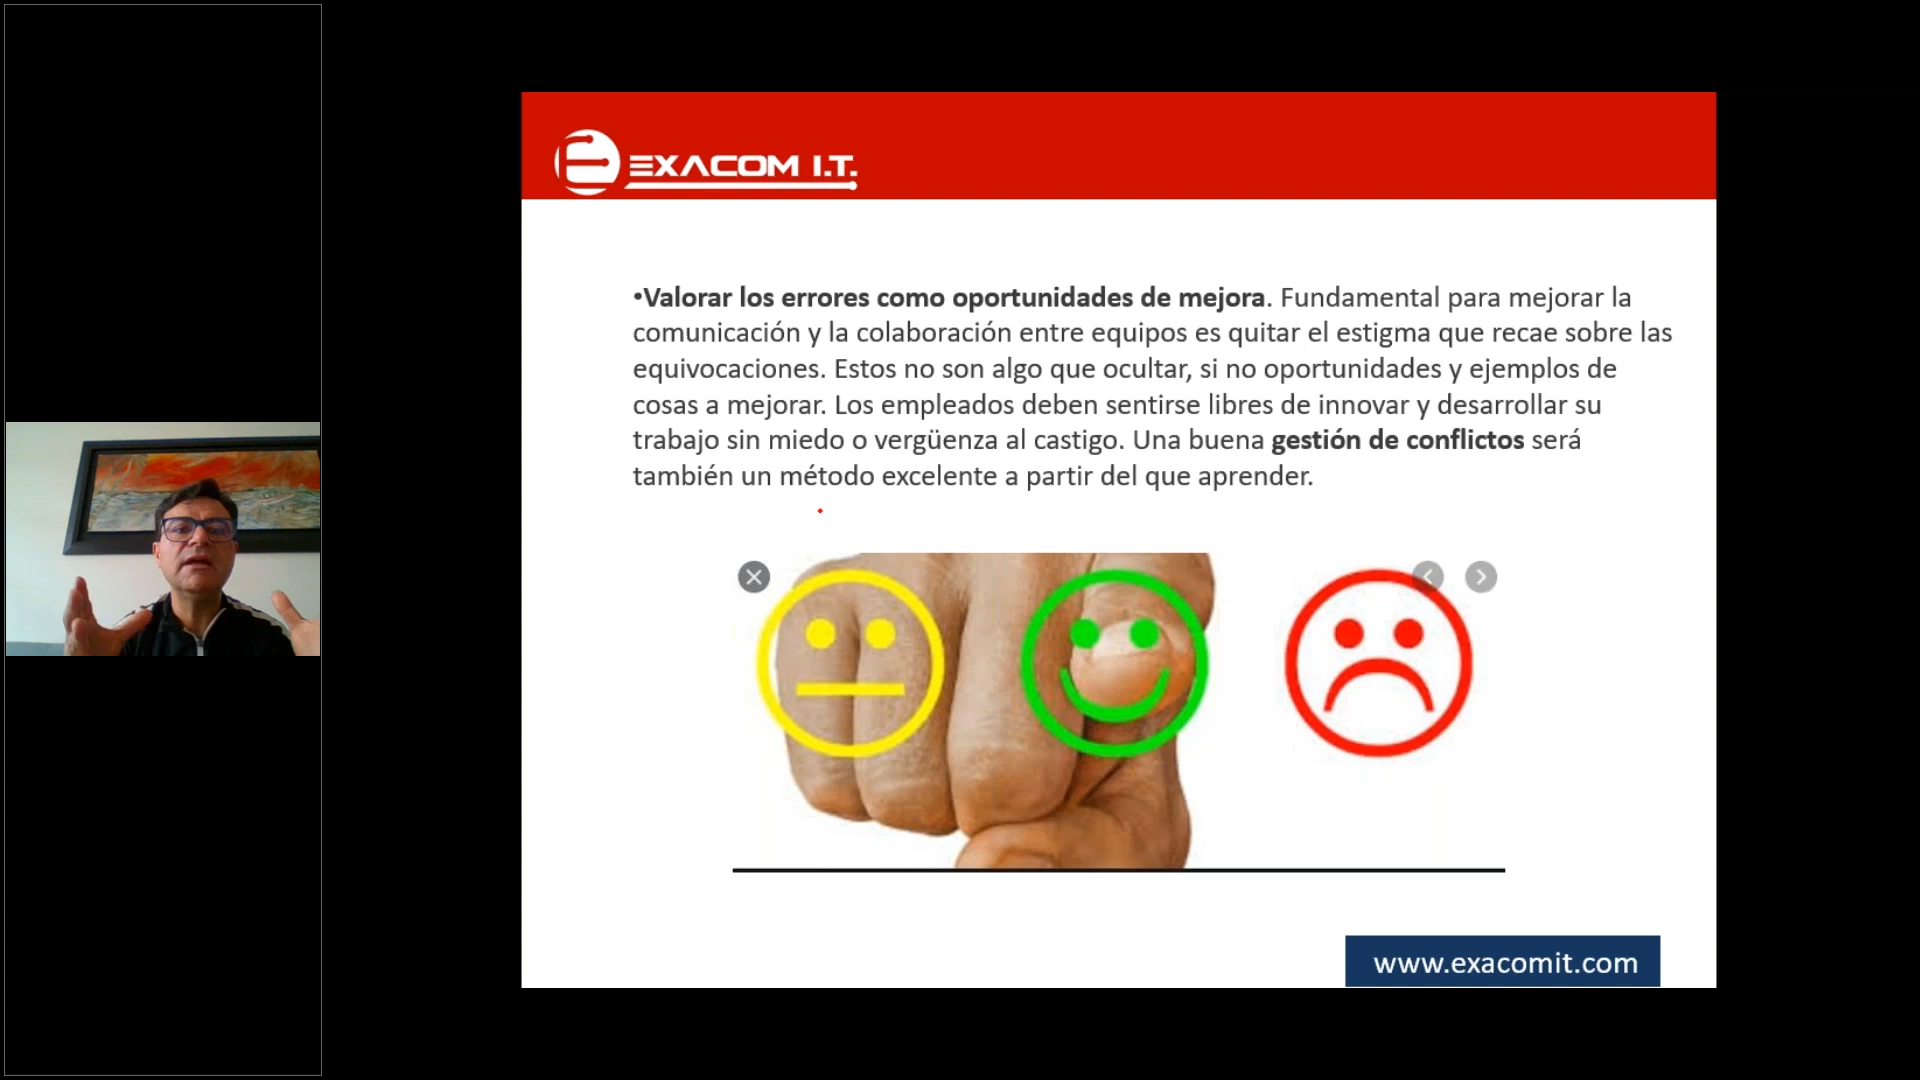 EXACOM I.T.
•Valorar los errores como oportunidades de mejora. Fundamental para mejorar la
comunicación y la colaboración entre equipos es quitar el estigma que recae sobre las
equivocaciones. Estos no son algo que ocultar, si no oportunidades y ejemplos de
cosas a mejorar. Los empleados deben sentirse libres de innovar y desarrollar su
trabajo sin miedo o vergüenza al castigo. Una buena gestión de conflictos será
también un método excelente a partir del que aprender.
www.exacomit.com